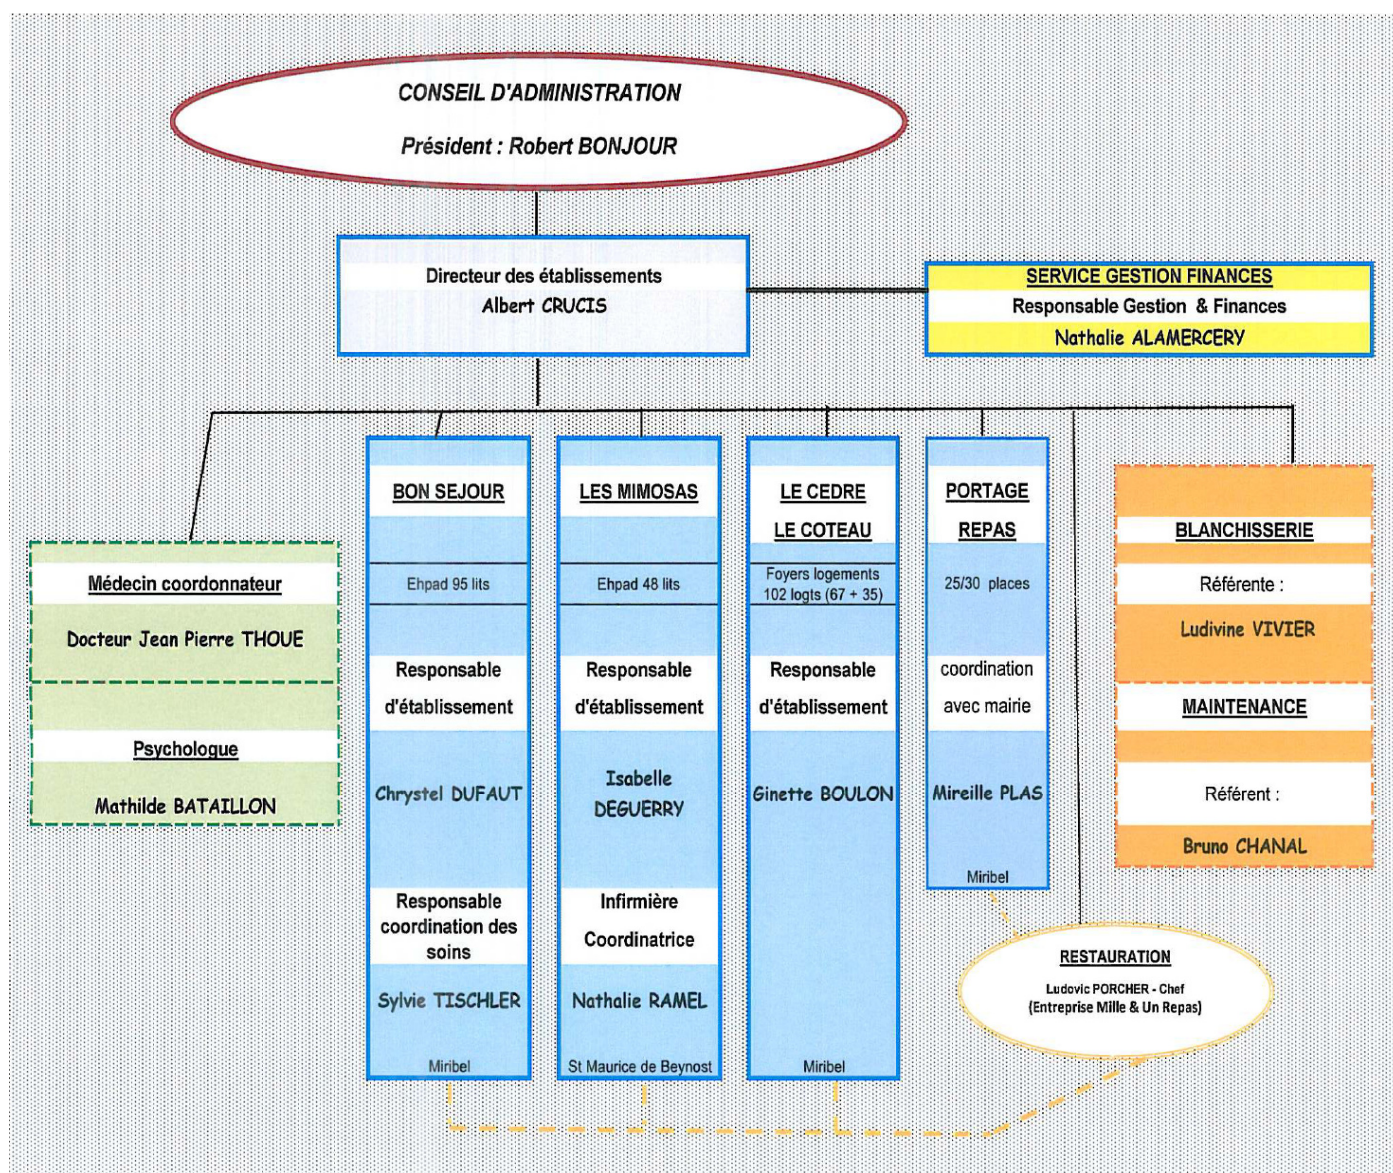 CONSEIL D'ADMINISTRATION
Président : Robert BONJOUR
Directeur des établissements
Albert CRUCIS
SERVICE GESTION FINANCES
Responsable Gestion & Finances
Nathalie ALAMERCERY
Médecin coordonnateur
Docteur Jean Pierre THOUE
Psychologue
Mathilde BATAILLON
BON SEJOUR
Ehpad 95 lits
Responsable
d'établissement
Chrystel DUFAUT
Responsable
coordination des
soins
Sylvie TISCHLER
Miribel
LES MIMOSAS
Ehpad 48 lits
Responsable
d'établissement
Isabelle
DEGUERRY
Infirmière
Coordinatrice
Nathalie RAMEL
St Maurice de Beynost
LE CEDRE
LE COTEAU
Foyers logements
102 logts (67 + 35)
Responsable
d'établissement
Ginette BOULON
Miribel
PORTAGE
REPAS
25/30 places
coordination
avec mairie
Mireille PLAS
Miribel
BLANCHISSERIE
Référente :
Ludivine VIVIER
MAINTENANCE
Référent :
Bruno CHANAL
RESTAURATION
Ludovic PORCHER - Chef
(Entreprise Mille & Un Repas)